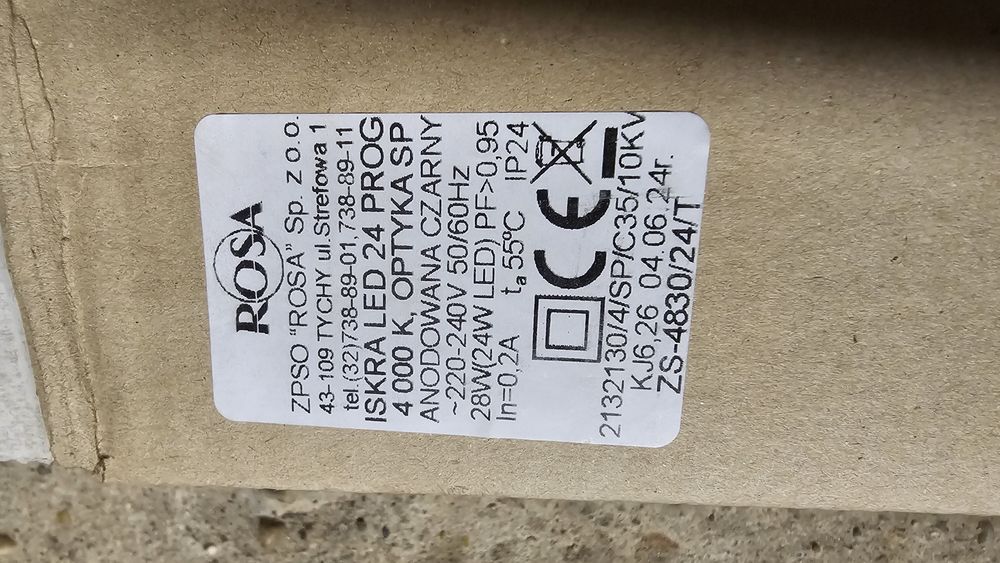 ROSA
ZPSO "ROSA" Sp. z o.o.
43-109 TYCHY ul.Strefowa 1
tel.(32)738-89-01,738-89-11
ISKRA LED 24 PROG
4 000 K, OPTYKA SP
ANODOWANA CZARNY
~220-240V 50/60Hz
28W(24W LED) PF>0,95
In=0,2A ta 55ºC IP24
CE
2132130/4/SP/C35/10KV
KJ6,26 04.06.24r.
ZS-4830/24/T